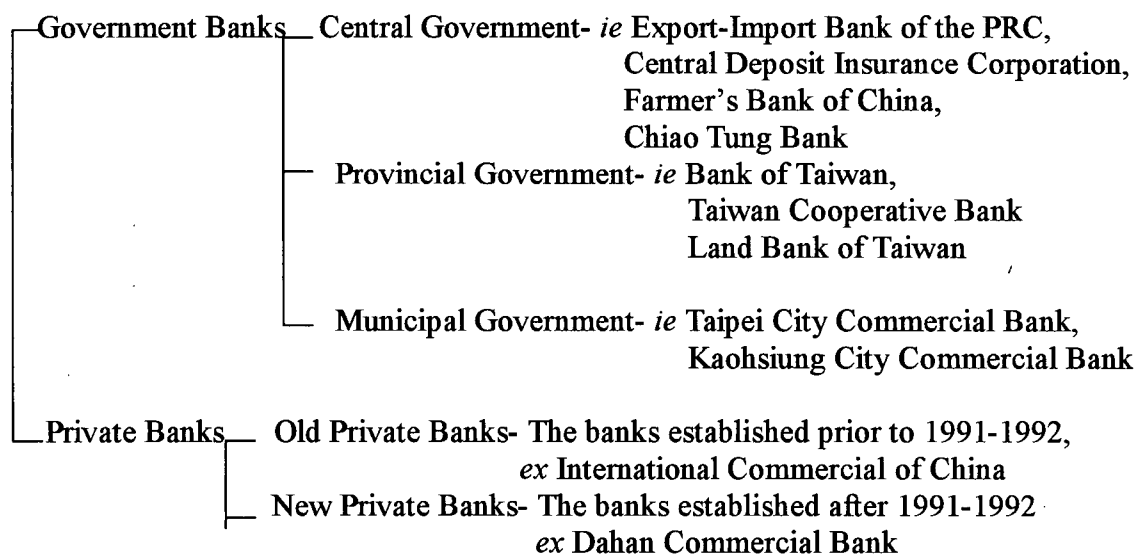 Government Banks Central Government- ie Export-Import Bank of the PRC,
Central Deposit Insurance Corporation,
Farmer's Bank of China,
Chiao Tung Bank
Provincial Government- ie Bank of Taiwan,
Taiwan Cooperative Bank
Land Bank of Taiwan
Municipal Government- ie Taipei City Commercial Bank,
Kaohsiung City Commercial Bank
Private Banks Old Private Banks- The banks established prior to 1991-1992,
ex International Commercial of China
New Private Banks- The banks established after 1991-1992
ex Dahan Commercial Bank